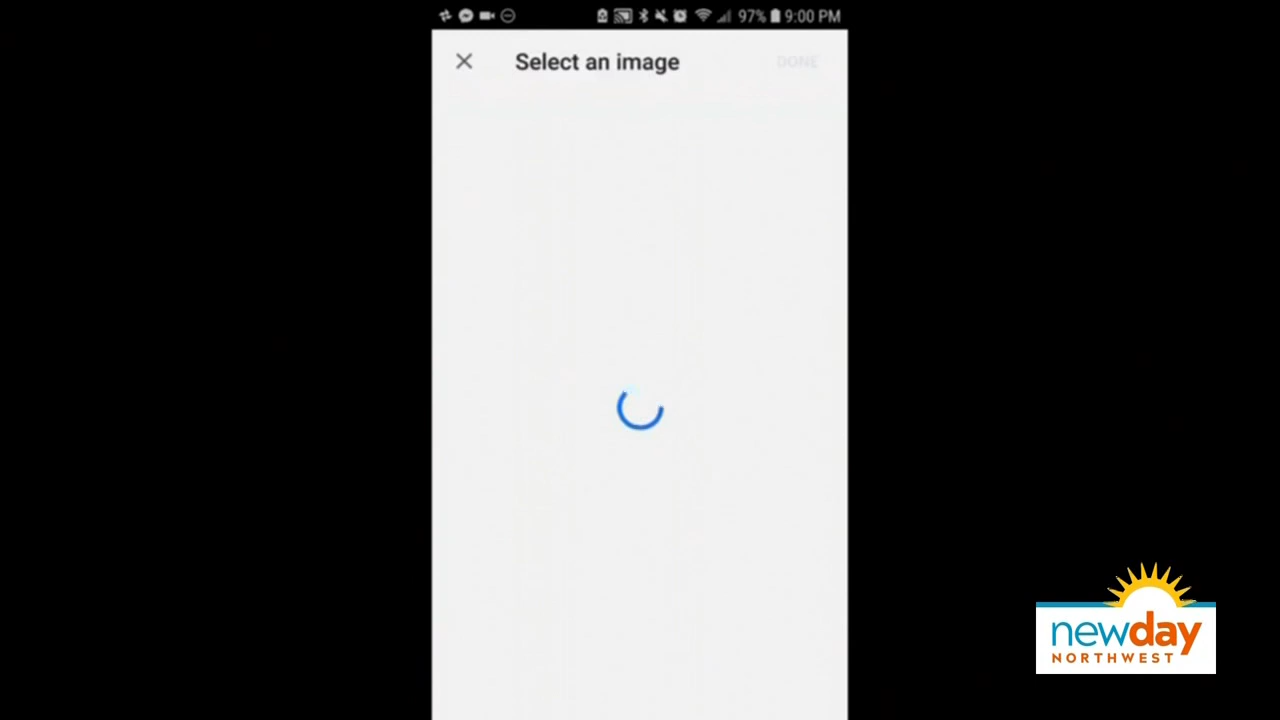 97% 9:00 PM
Select an image
DONE
newday
NORTHWEST